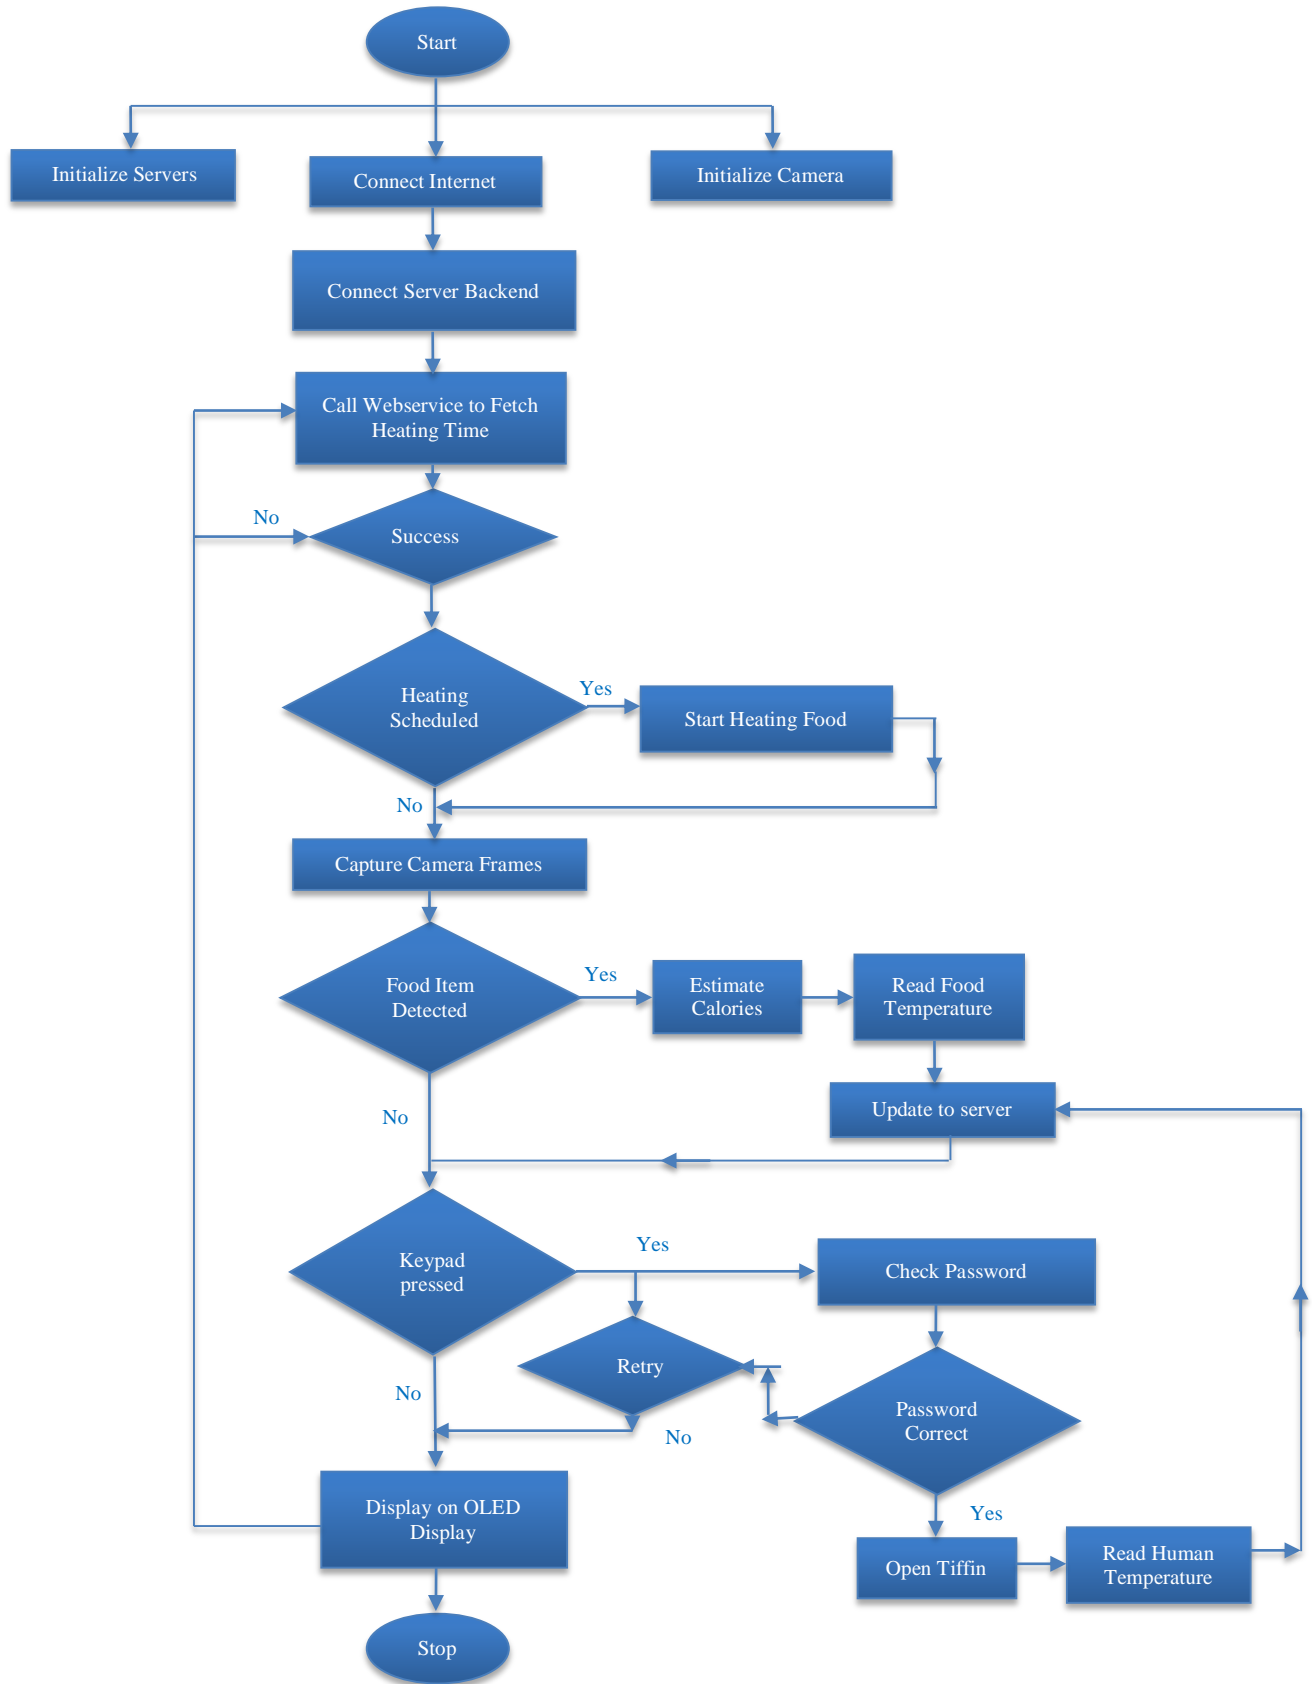 Start
Initialize Servers
Connect Internet
Initialize Camera
Connect Server Backend
Call Webservice to Fetch
Heating Time
No
Success
Heating
Scheduled
Yes
Start Heating Food
No
Capture Camera Frames
Food Item
Detected
Yes
Estimate
Calories
Read Food
Temperature
No
Update to server
Keypad
pressed
Yes
Check Password
Retry
No
No
Password
Correct
Display on OLED
Display
Yes
Open Tiffin
Read Human
Temperature
Stop